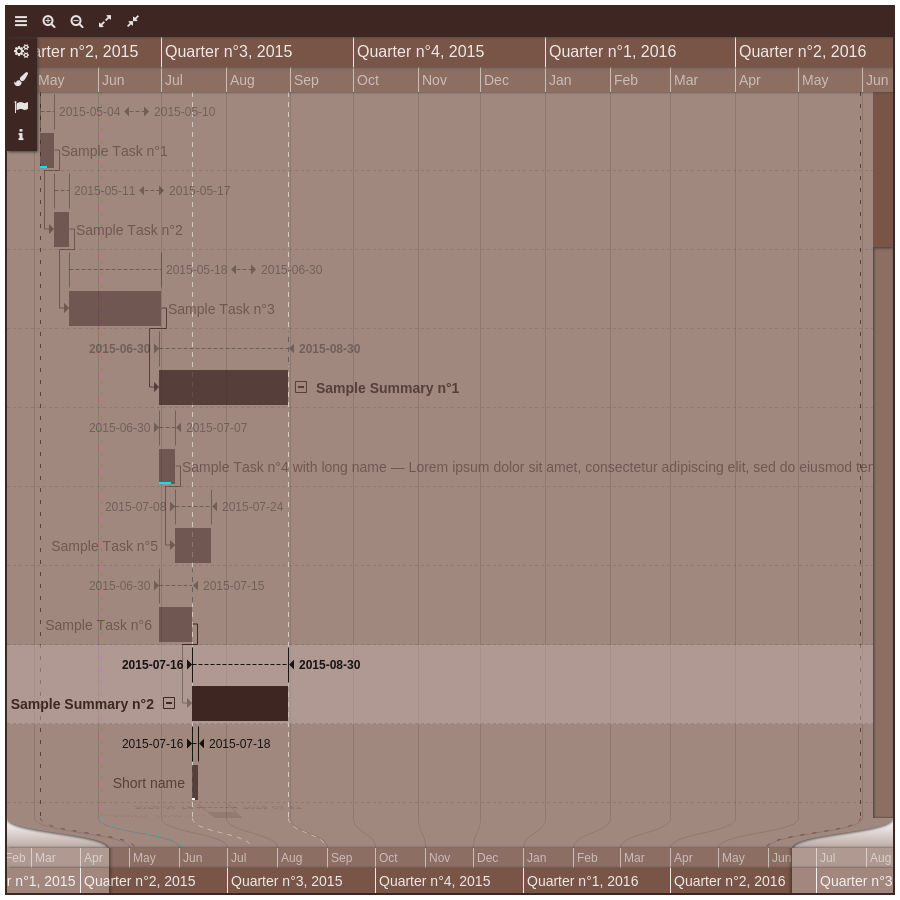 arter n°2, 2015 Quarter n°3, 2015 Quarter n°4, 2015 Quarter n°1, 2016 Quarter n°2, 2016
May Jun Jul Aug Sep Oct Nov Dec Jan Feb Mar Apr May Jun
2015-05-04 2015-05-10
Sample Task n°1
2015-05-11 2015-05-17
Sample Task n°2
2015-05-18 2015-06-30
Sample Task n°3
2015-06-30 2015-08-30
Sample Summary n°1
2015-06-30 2015-07-07
Sample Task n°4 with long name — Lorem ipsum dolor sit amet, consectetur adipiscing elit, sed do eiusmod ten
2015-07-08 2015-07-24
Sample Task n°5
2015-06-30 2015-07-15
Sample Task n°6
2015-07-16 2015-08-30
Sample Summary n°2
2015-07-16 2015-07-18
Short name
Feb Mar Apr May Jun Jul Aug Sep Oct Nov Dec Jan Feb Mar Apr May Jun Jul Aug
r n°1, 2015 Quarter n°2, 2015 Quarter n°3, 2015 Quarter n°4, 2015 Quarter n°1, 2016 Quarter n°2, 2016 Quarter n°3